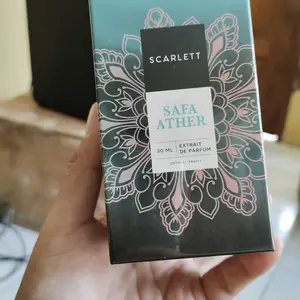 SCARLETT
SAFA
ATHER
30 ML
EXTRAIT
DE PARFUM